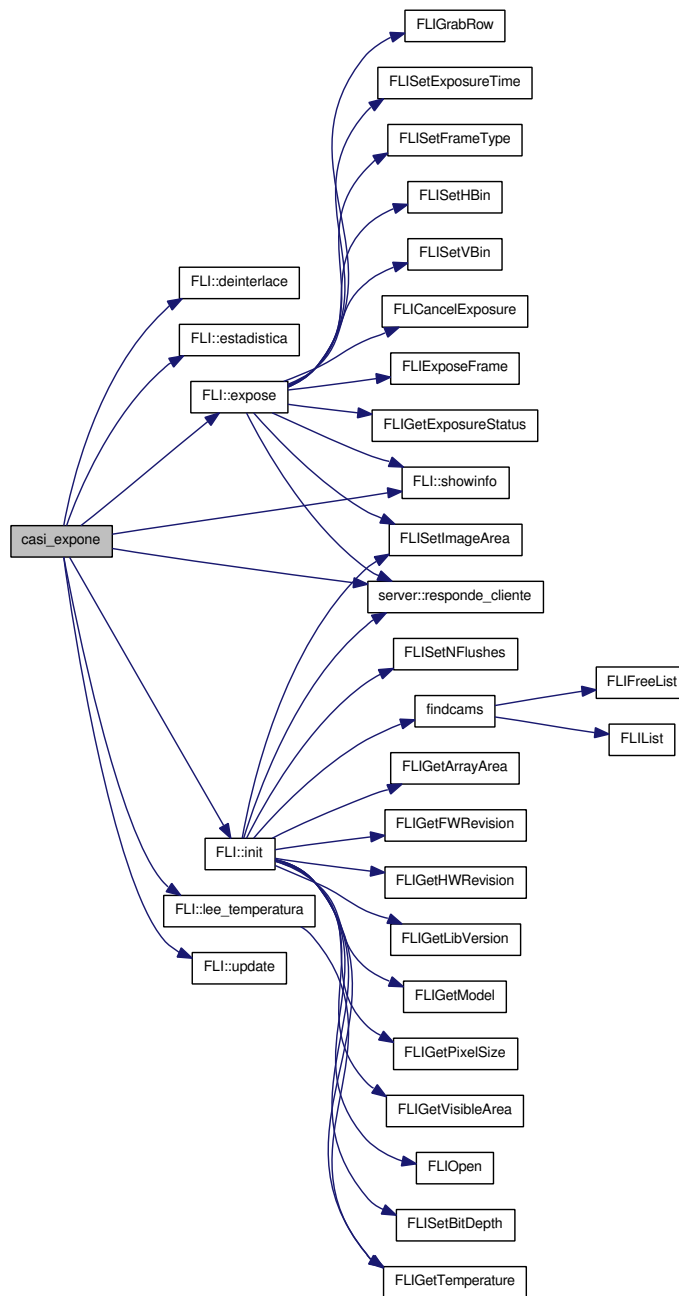 FLIGrabRow
FLISetExposureTime
FLISetFrameType
FLISetHBin
FLISetVBin
FLI::deinterlace
FLICancelExposure
FLI::estadistica
FLIExposeFrame
FLI::expose
FLIGetExposureStatus
FLI::showinfo
casi_expone
FLISetImageArea
server::responde_cliente
FLISetNFlushes
FLIFreeList
findcams
FLIList
FLIGetArrayArea
FLIGetFWRevision
FLI::init
FLIGetHWRevision
FLI::lee_temperatura
FLIGetLibVersion
FLI::update
FLIGetModel
FLIGetPixelSize
FLIGetVisibleArea
FLIOpen
FLISetBitDepth
FLIGetTemperature